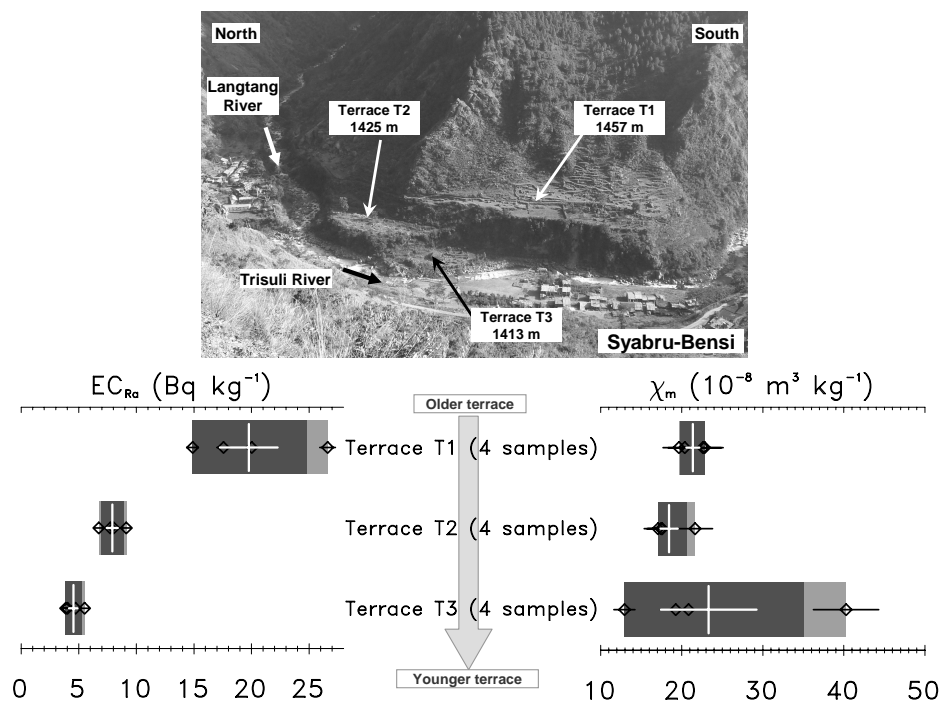 North
South
Langtang
River
Terrace T2
1425 m
Terrace T1
1457 m
Trisuli River
Terrace T3
1413 m
Syabru-Bensi
EC_Ra (Bq kg⁻¹)
χ_m (10⁻⁸ m³ kg⁻¹)
Older terrace
Terrace T1 (4 samples)
Terrace T2 (4 samples)
Terrace T3 (4 samples)
Younger terrace
0 5 10 15 20 25
10 20 30 40 50